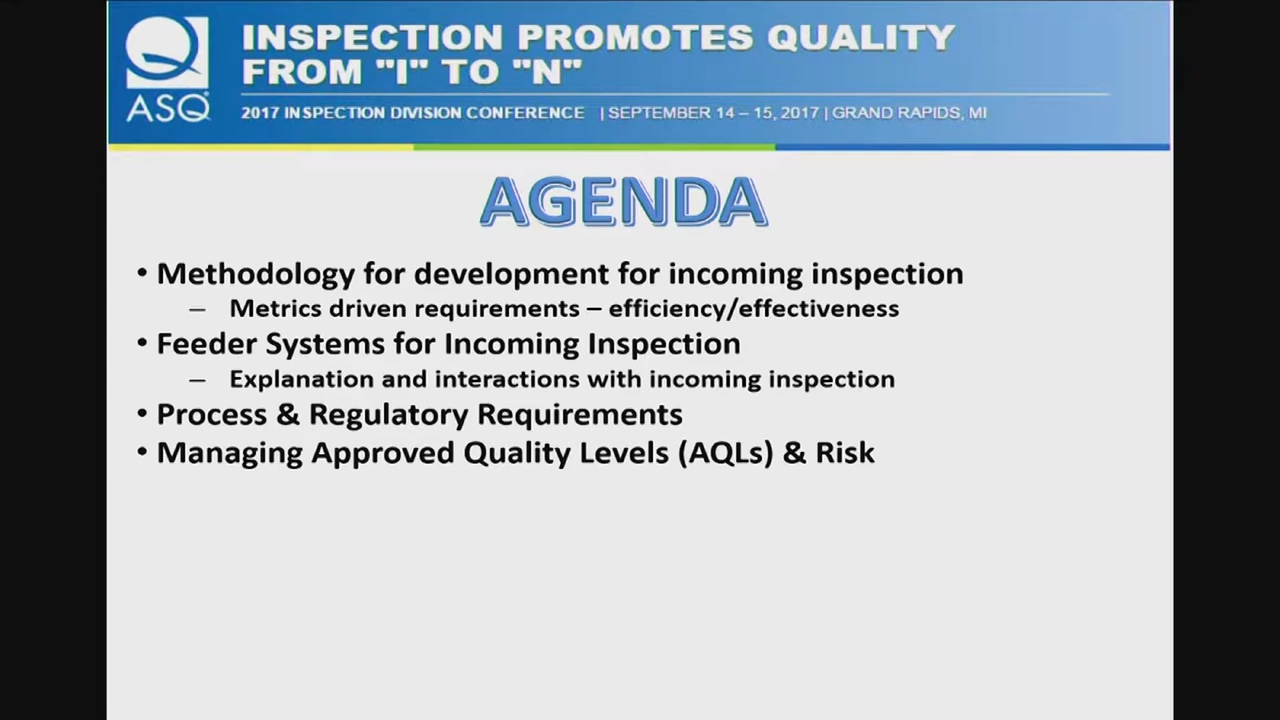 INSPECTION PROMOTES QUALITY
FROM "I" TO "N"
ASQ
2017 INSPECTION DIVISION CONFERENCE | SEPTEMBER 14 – 15, 2017 | GRAND RAPIDS, MI
AGENDA
• Methodology for development for incoming inspection
– Metrics driven requirements – efficiency/effectiveness
• Feeder Systems for Incoming Inspection
– Explanation and interactions with incoming inspection
• Process & Regulatory Requirements
• Managing Approved Quality Levels (AQLs) & Risk